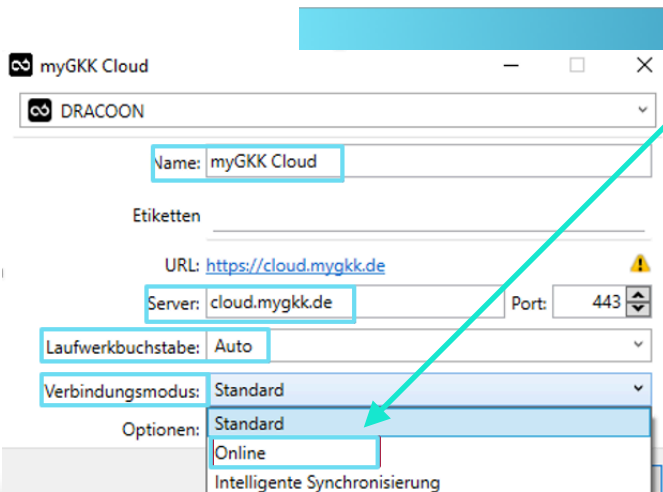 myGKK Cloud
DRACOON
Name: myGKK Cloud
Etiketten
URL: https://cloud.mygkk.de
Server: cloud.mygkk.de Port: 443
Laufwerkbuchstabe: Auto
Verbindungsmodus: Standard
Optionen: Standard
Online
Intelligente Synchronisierung